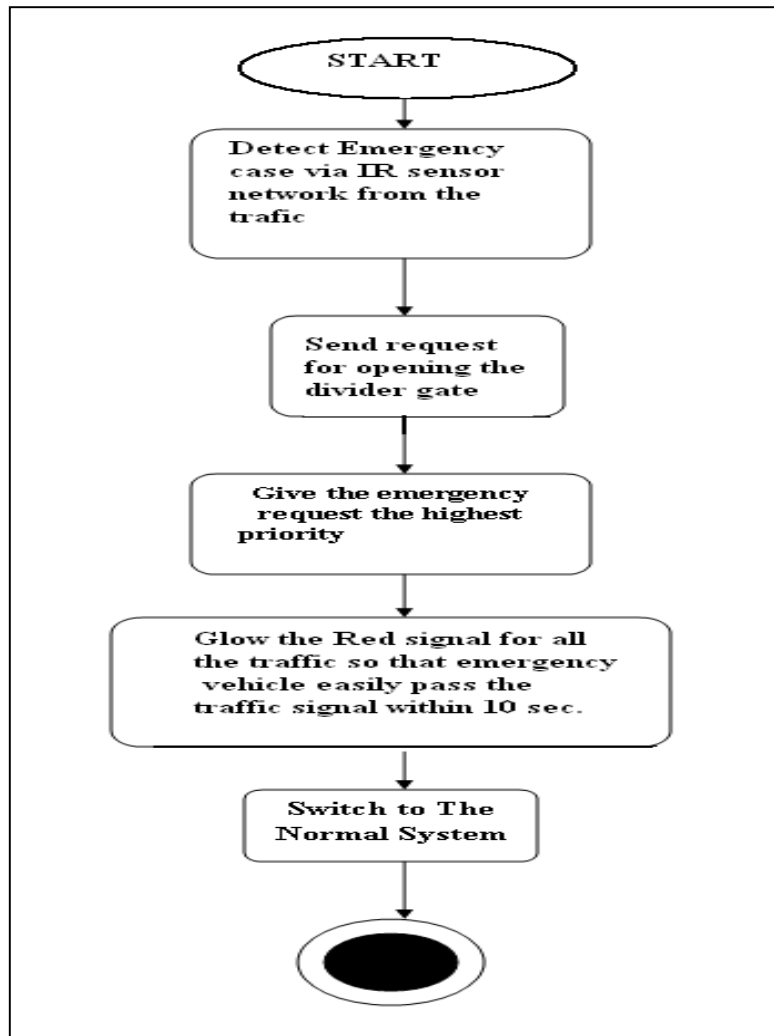 START
Detect Emergency
case via IR sensor
network from the
trafic
Send request
for opening the
divider gate
Give the emergency
request the highest
priority
Glow the Red signal for all
the traffic so that emergency
vehicle easily pass the
traffic signal within 10 sec.
Switch to The
Normal System